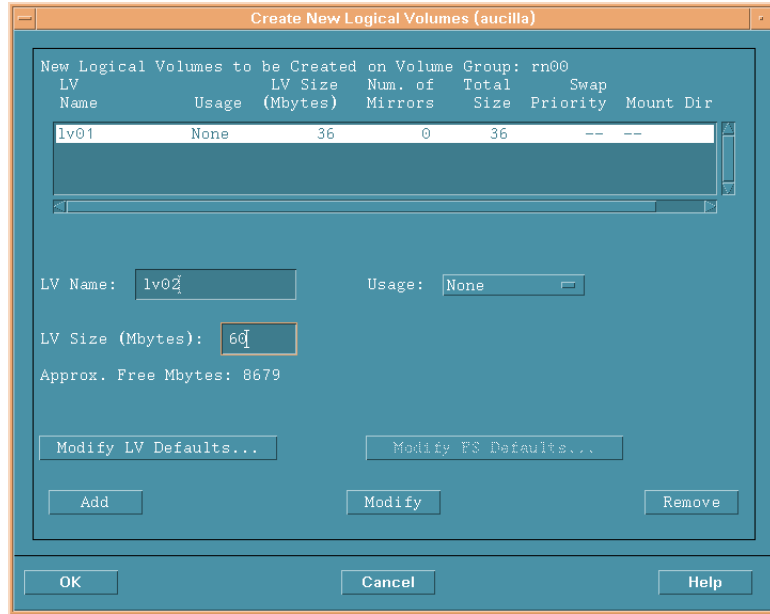 Create New Logical Volumes (aucilla)
New Logical Volumes to be Created on Volume Group: rn00
LV LV Size Num. of Total Swap
Name Usage (Mbytes) Mirrors Size Priority Mount Dir
lv01 None 36 0 36 -- --
LV Name: lv02 Usage: None
LV Size (Mbytes): 60
Approx. Free Mbytes: 8679
Modify LV Defaults... Modify FS Defaults...
Add Modify Remove
OK Cancel Help